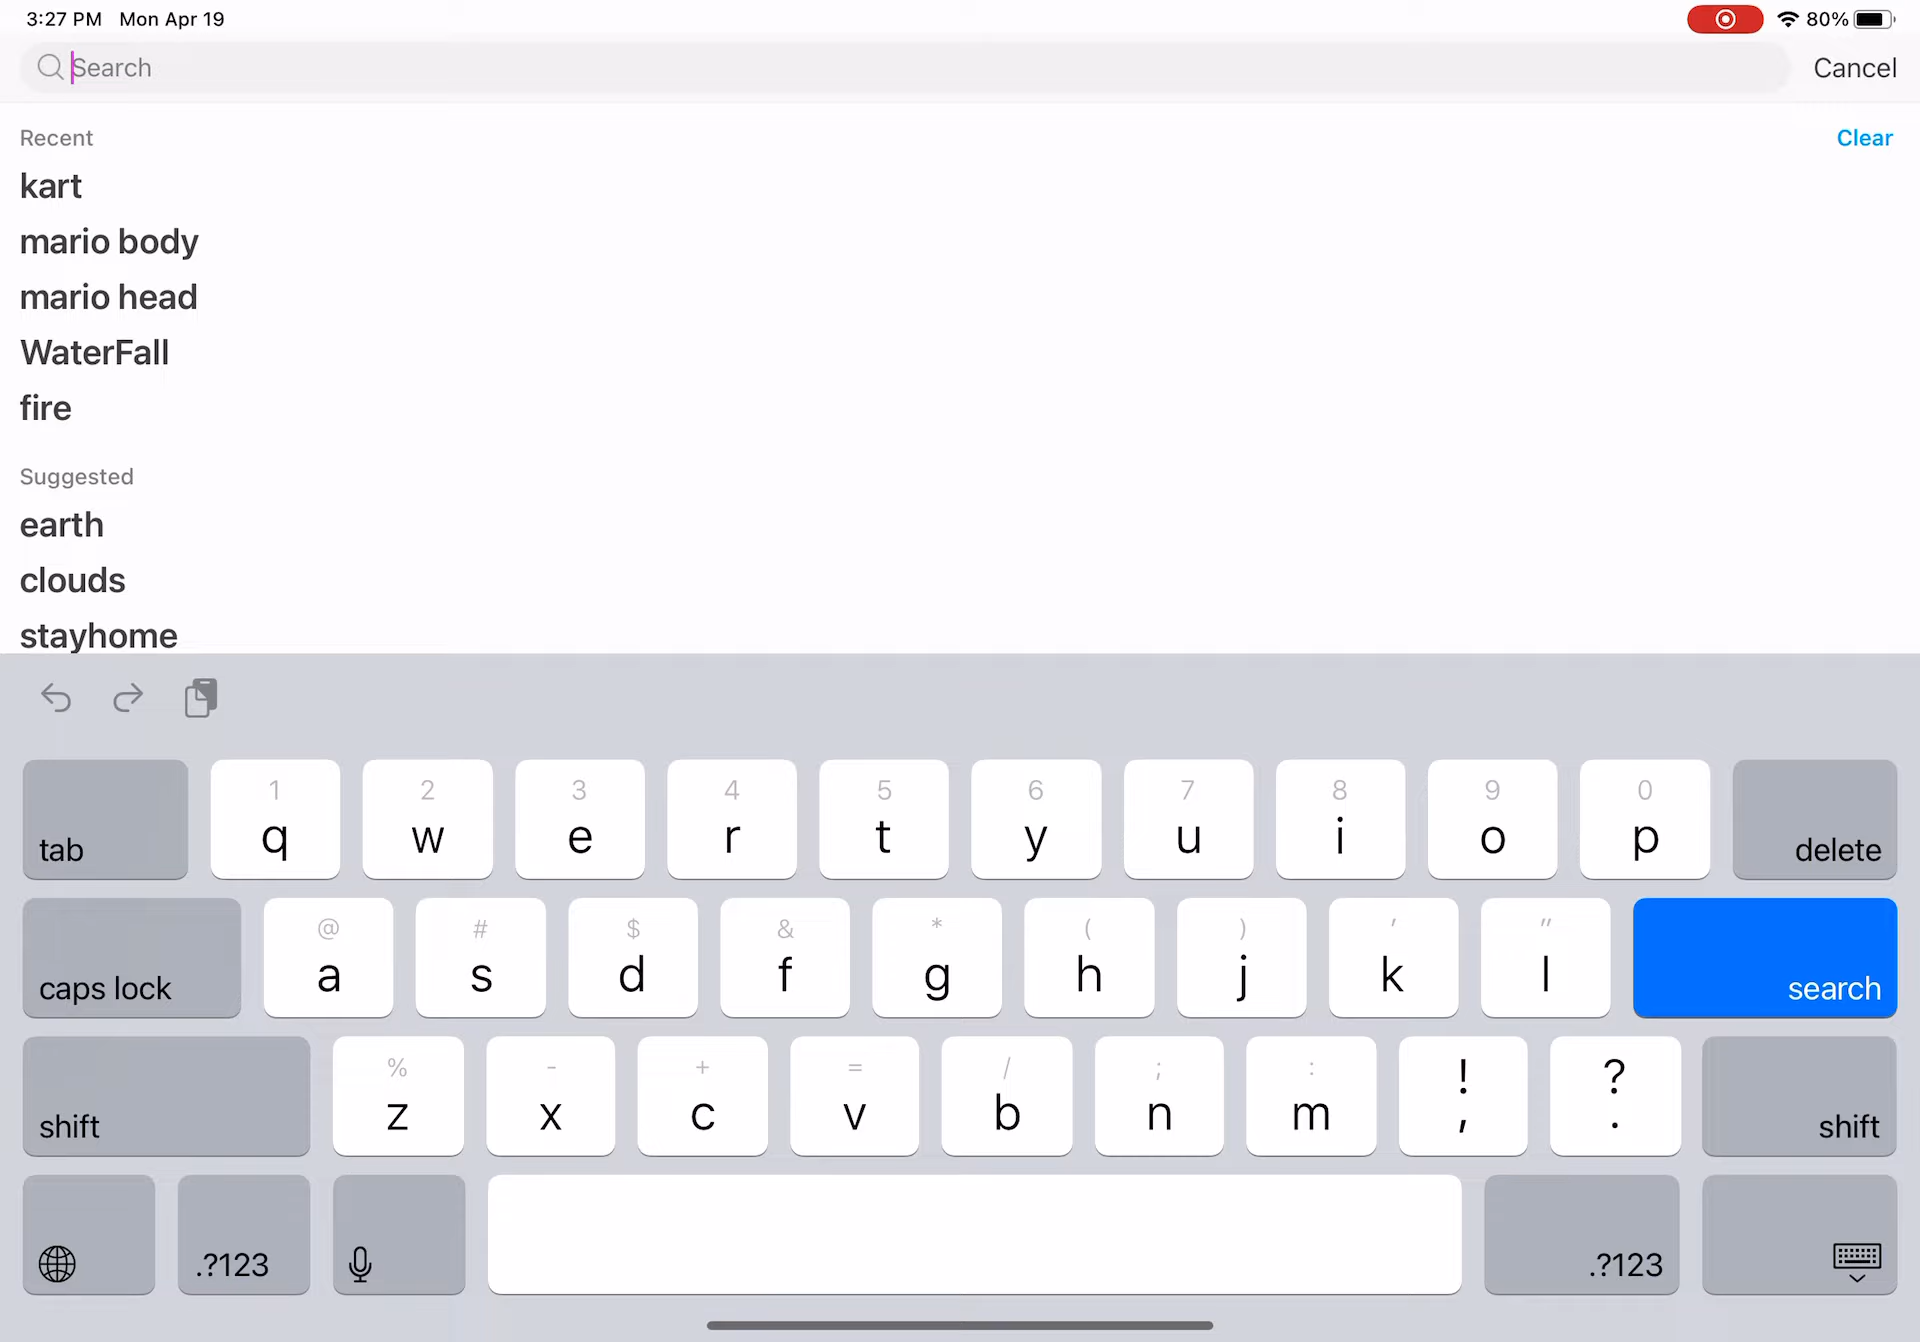 3:27 PM Mon Apr 19 80%
Search Cancel
Recent Clear
kart
mario body
mario head
WaterFall
fire
Suggested
earth
clouds
stayhome
1 2 3 4 5 6 7 8 9 0
tab q w e r t y u i o p delete
@ # $ & * ( ) ' "
caps lock a s d f g h j k l search
% - + = / ; : ! ?
shift z x c v b n m , . shift
.?123 .?123